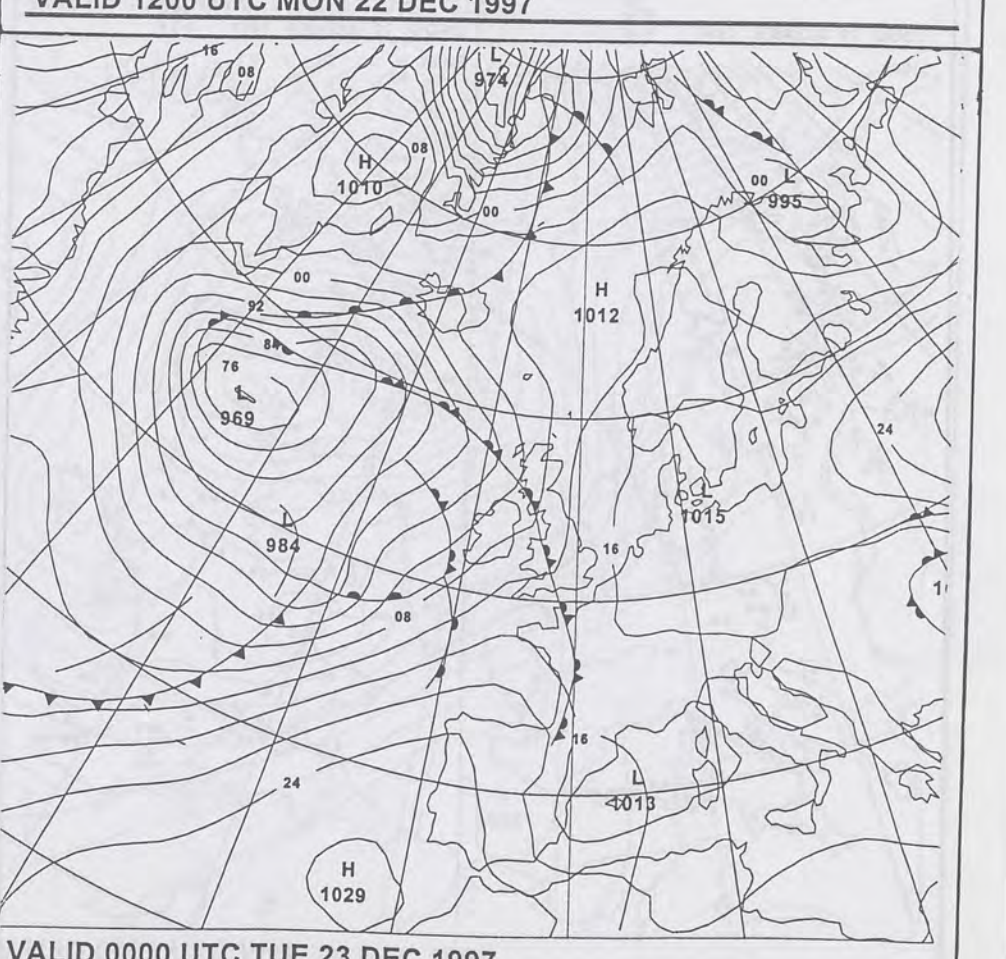 VALID 1200 UTC MON 22 DEC 1997
16
08
L
974
H
1010
08
00
L
995
00
00
H
1012
92
84
76
L
969
24
L
984
L
1015
16
08
16
24
L
1013
H
1029
VALID 0000 UTC TUE 23 DEC 1997